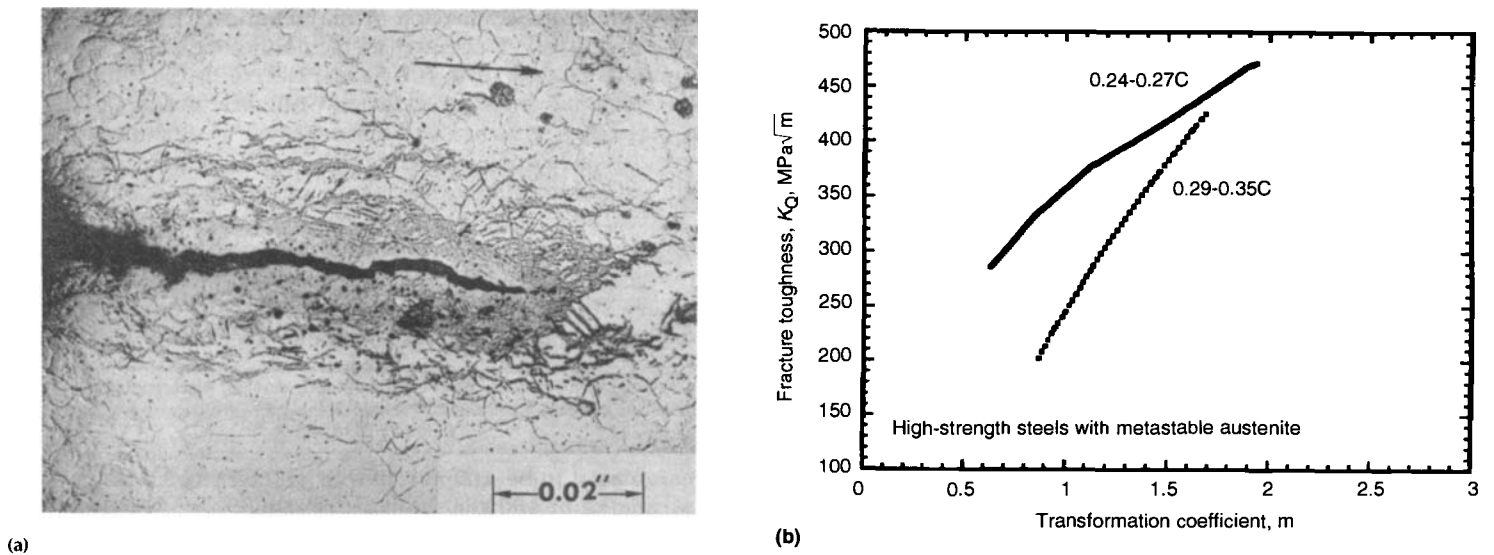 0.02"
(a)
500
450
400
350
300
250
200
150
100
Fracture toughness, K_Q, MPa√m
0.24-0.27C
0.29-0.35C
High-strength steels with metastable austenite
0
0.5
1
1.5
2
2.5
3
Transformation coefficient, m
(b)